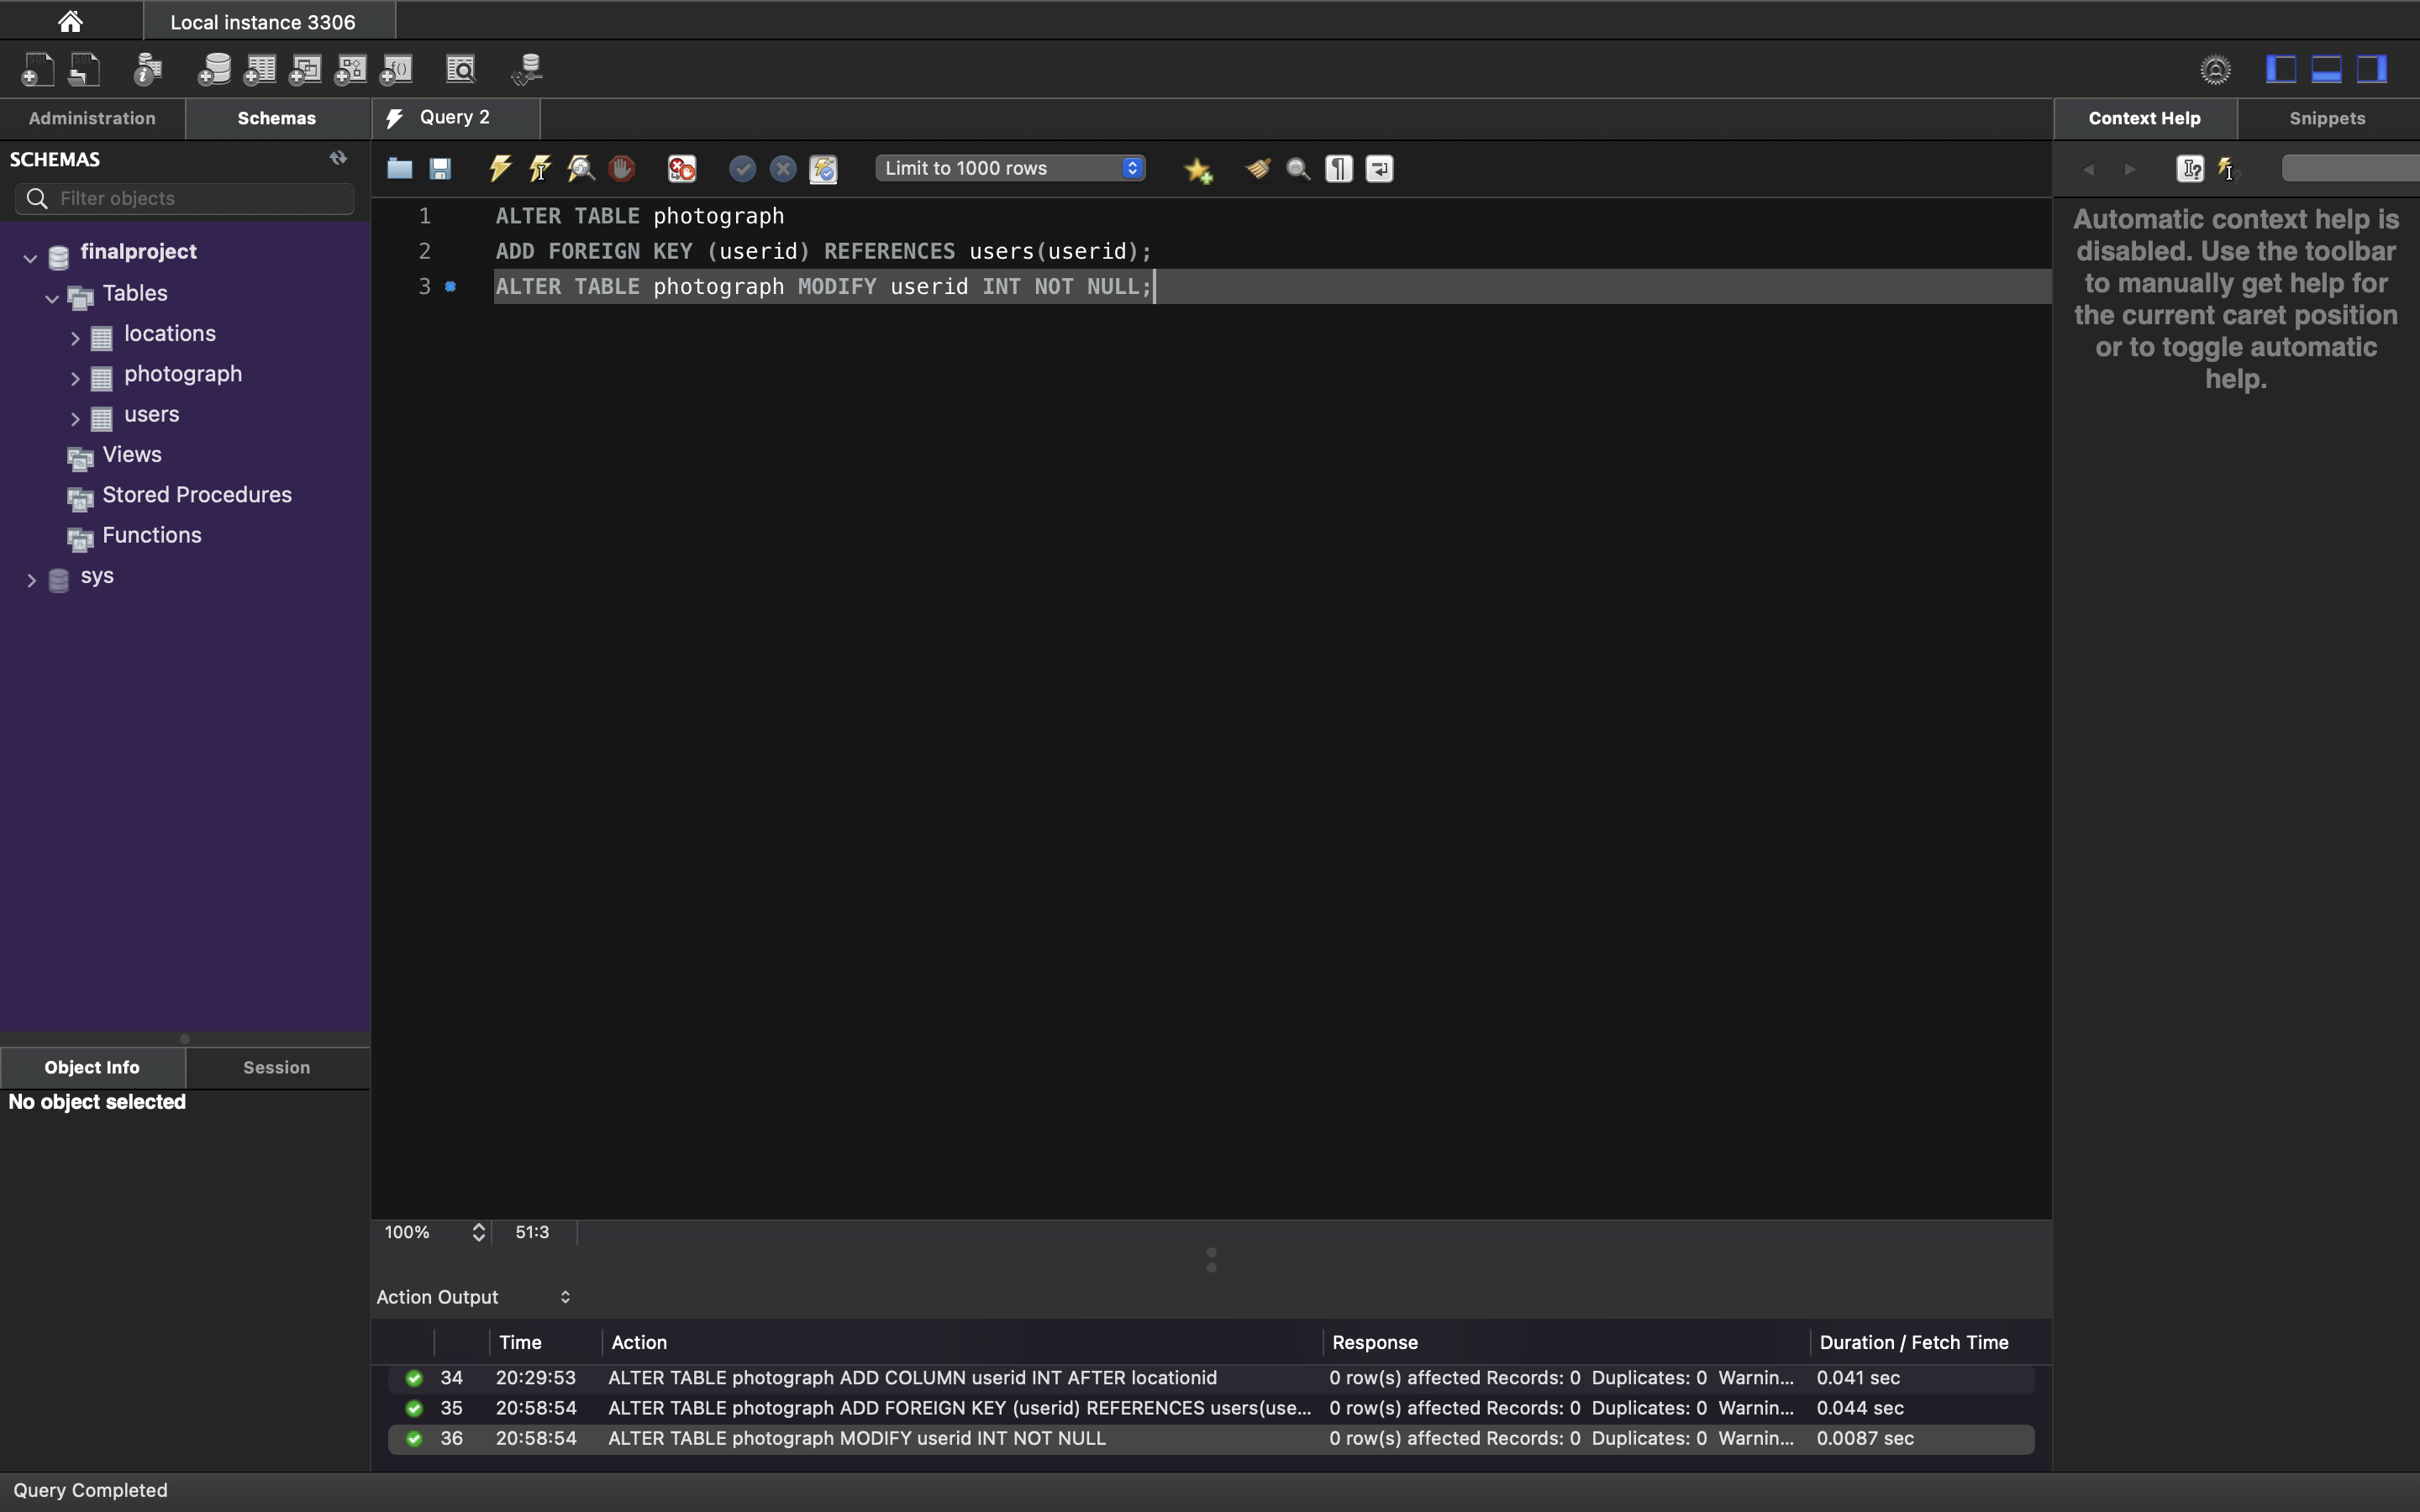 Local instance 3306
Administration
Schemas
Query 2
Context Help
Snippets
SCHEMAS
Filter objects
Limit to 1000 rows
finalproject
Tables
locations
photograph
users
Views
Stored Procedures
Functions
sys
1 ALTER TABLE photograph
2 ADD FOREIGN KEY (userid) REFERENCES users(userid);
3 ALTER TABLE photograph MODIFY userid INT NOT NULL;
Automatic context help is
disabled. Use the toolbar
to manually get help for
the current caret position
or to toggle automatic
help.
Object Info
Session
No object selected
100%
51:3
Action Output
Time Action Response Duration / Fetch Time
34 20:29:53 ALTER TABLE photograph ADD COLUMN userid INT AFTER locationid 0 row(s) affected Records: 0 Duplicates: 0 Warnin... 0.041 sec
35 20:58:54 ALTER TABLE photograph ADD FOREIGN KEY (userid) REFERENCES users(use... 0 row(s) affected Records: 0 Duplicates: 0 Warnin... 0.044 sec
36 20:58:54 ALTER TABLE photograph MODIFY userid INT NOT NULL 0 row(s) affected Records: 0 Duplicates: 0 Warnin... 0.0087 sec
Query Completed